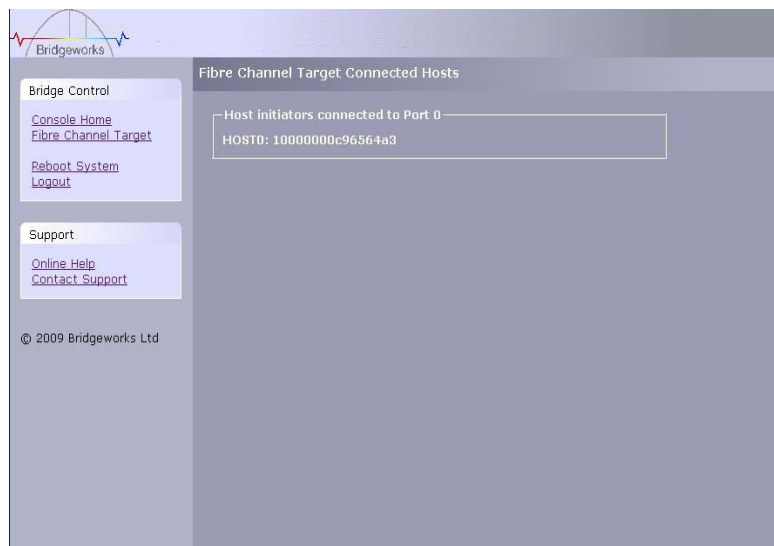 Bridgeworks
Fibre Channel Target Connected Hosts
Bridge Control
Console Home
Fibre Channel Target
Reboot System
Logout
Host initiators connected to Port 0
HOST0: 10000000c96564a3
Support
Online Help
Contact Support
© 2009 Bridgeworks Ltd